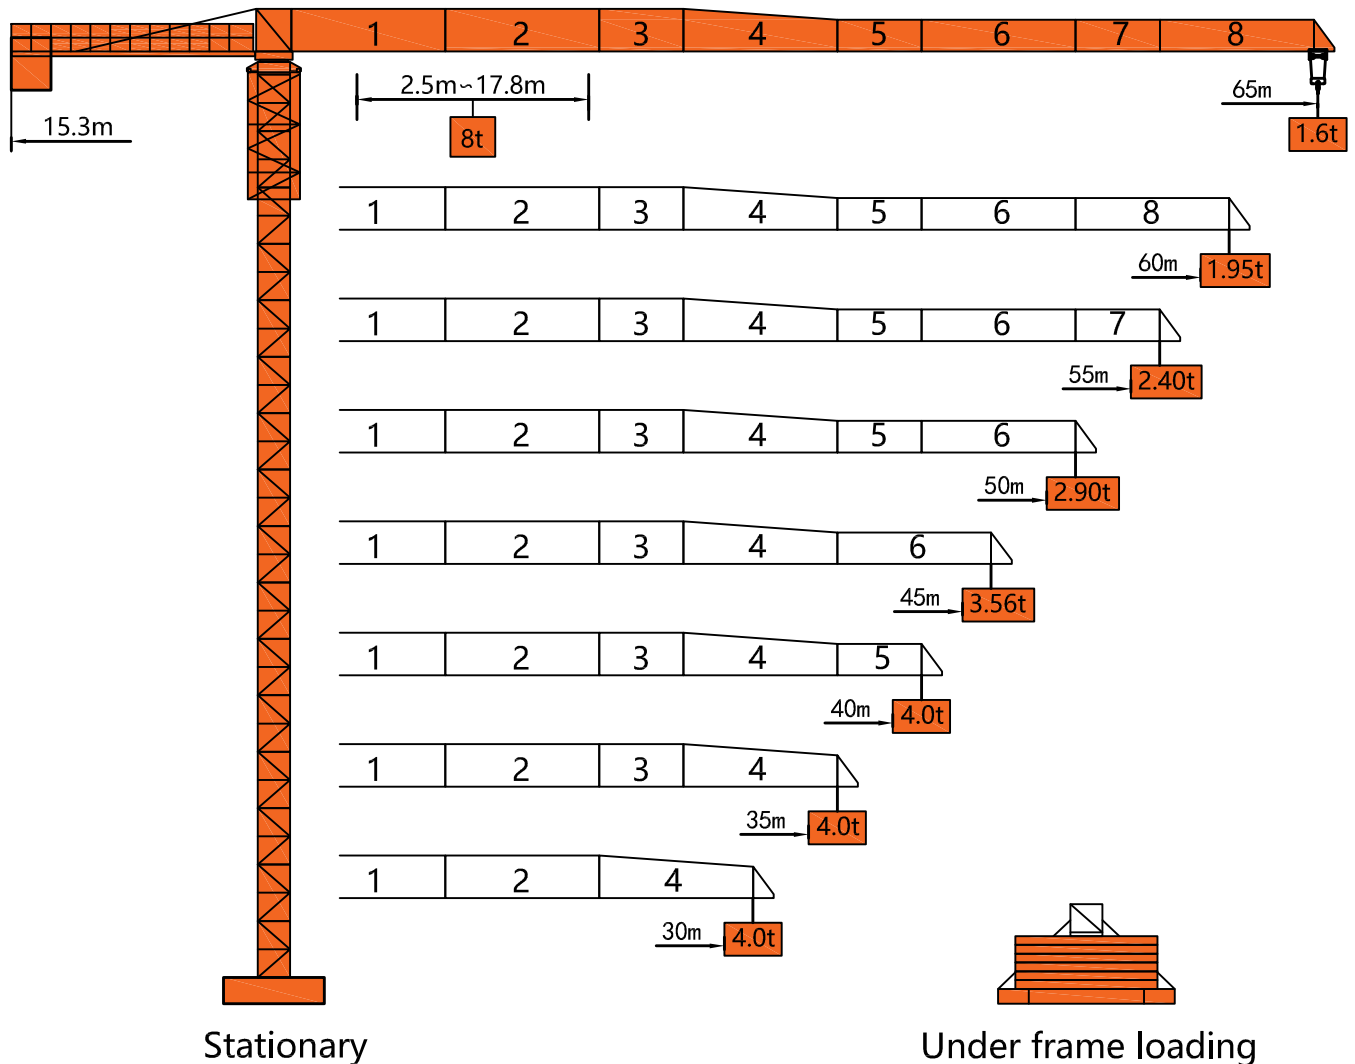 1 2 3 4 5 6 7 8
2.5m~17.8m
65m
15.3m
8t
1.6t
1 2 3 4 5 6 8
60m
1.95t
1 2 3 4 5 6 7
55m
2.40t
1 2 3 4 5 6
50m
2.90t
1 2 3 4 6
45m
3.56t
1 2 3 4 5
40m
4.0t
1 2 3 4
35m
4.0t
1 2 4
30m
4.0t
Stationary
Under frame loading